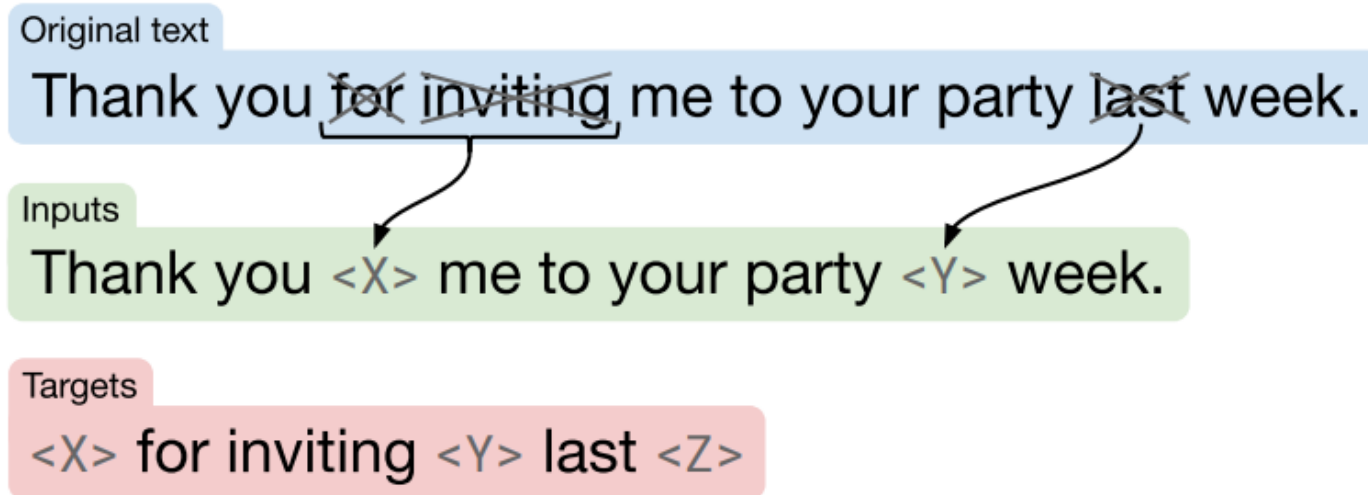 Original text
Thank you for inviting me to your party last week.
Inputs
Thank you <X> me to your party <Y> week.
Targets
<X> for inviting <Y> last <Z>